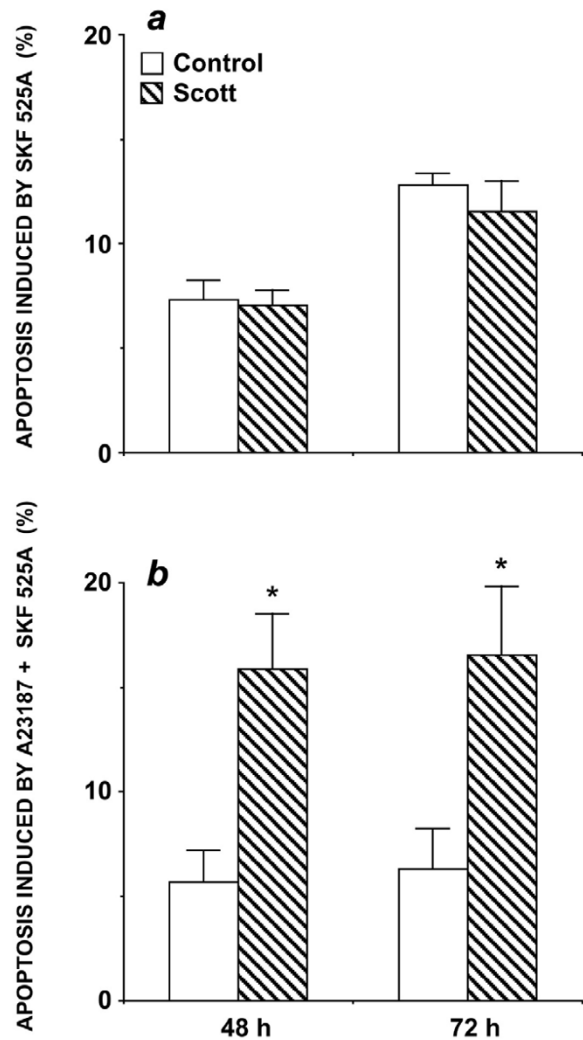 a
APOPTOSIS INDUCED BY SKF 525A (%)
20
10
0
Control
Scott
b
APOPTOSIS INDUCED BY A23187 + SKF 525A (%)
20
10
0
*
*
48 h
72 h